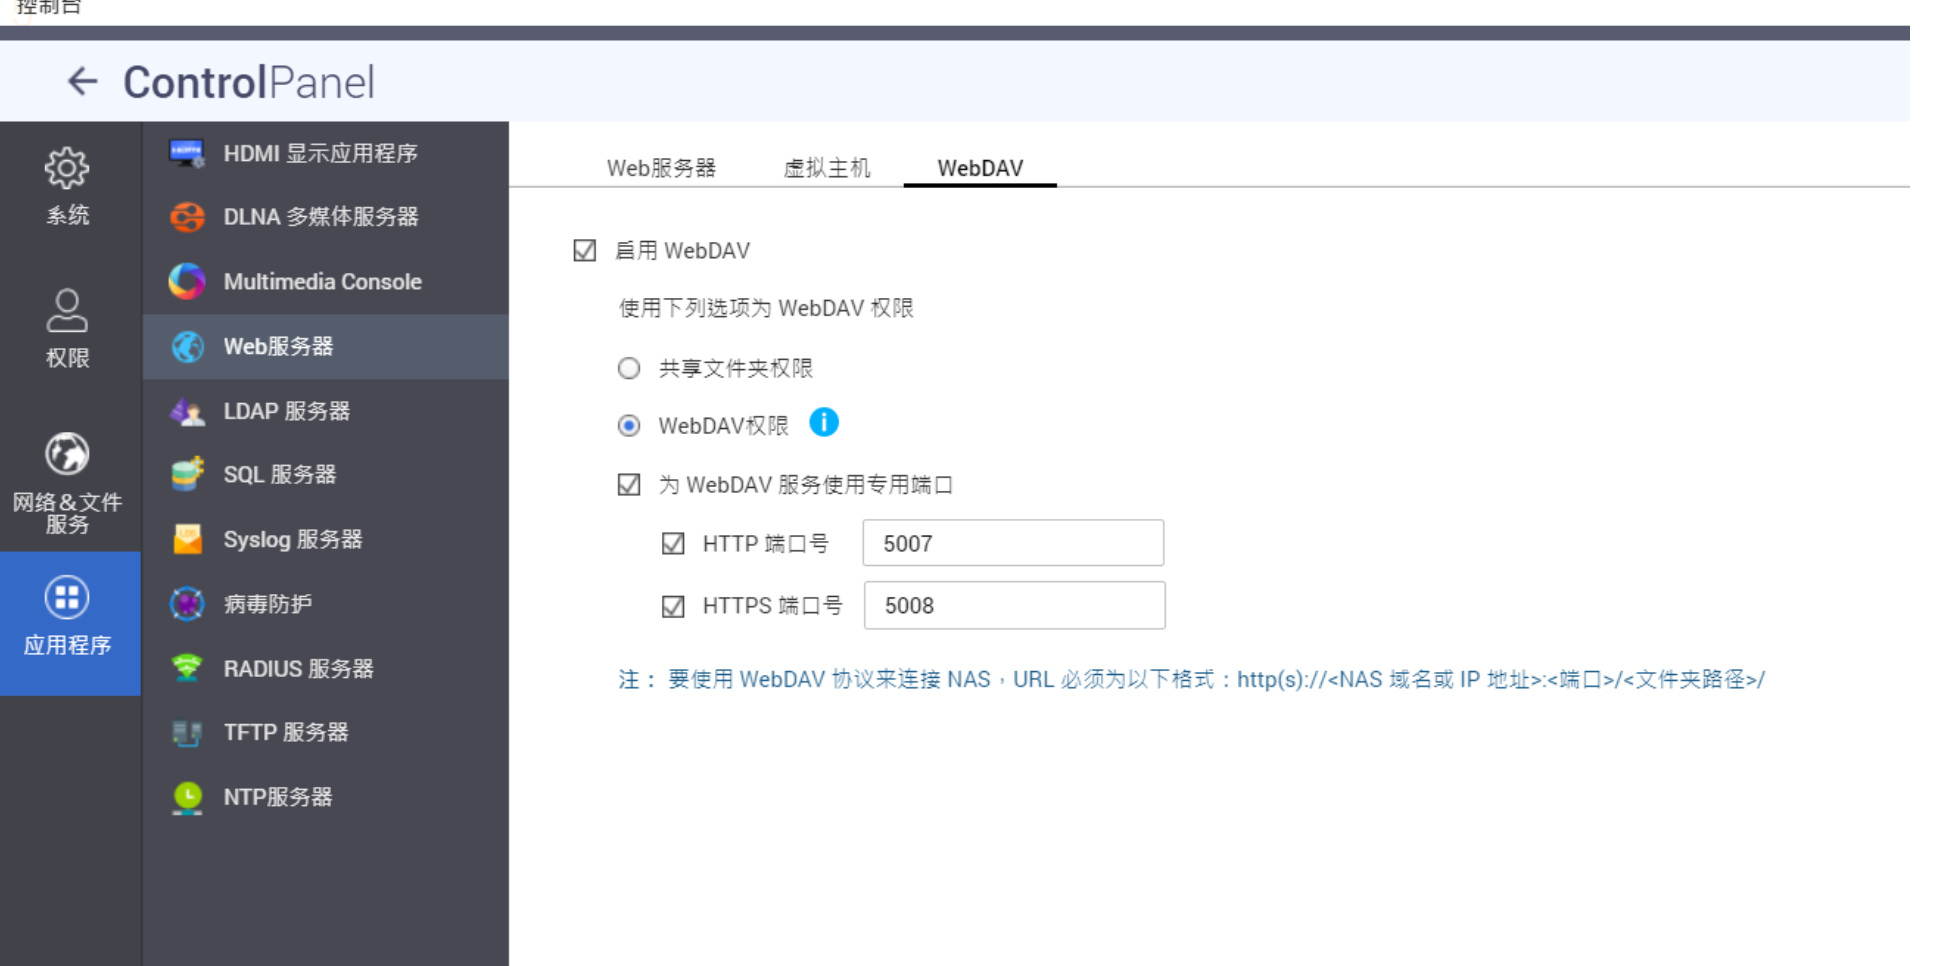 控制台
ControlPanel
系统
权限
网络&文件
服务
应用程序
HDMI 显示应用程序
DLNA 多媒体服务器
Multimedia Console
Web服务器
LDAP 服务器
SQL 服务器
Syslog 服务器
病毒防护
RADIUS 服务器
TFTP 服务器
NTP服务器
Web服务器 虚拟主机 WebDAV
启用 WebDAV
使用下列选项为 WebDAV 权限
共享文件夹权限
WebDAV权限
为 WebDAV 服务使用专用端口
HTTP 端口号 5007
HTTPS 端口号 5008
注： 要使用 WebDAV 协议来连接 NAS，URL 必须为以下格式：http(s)://<NAS 域名或 IP 地址>:<端口>/<文件夹路径>/